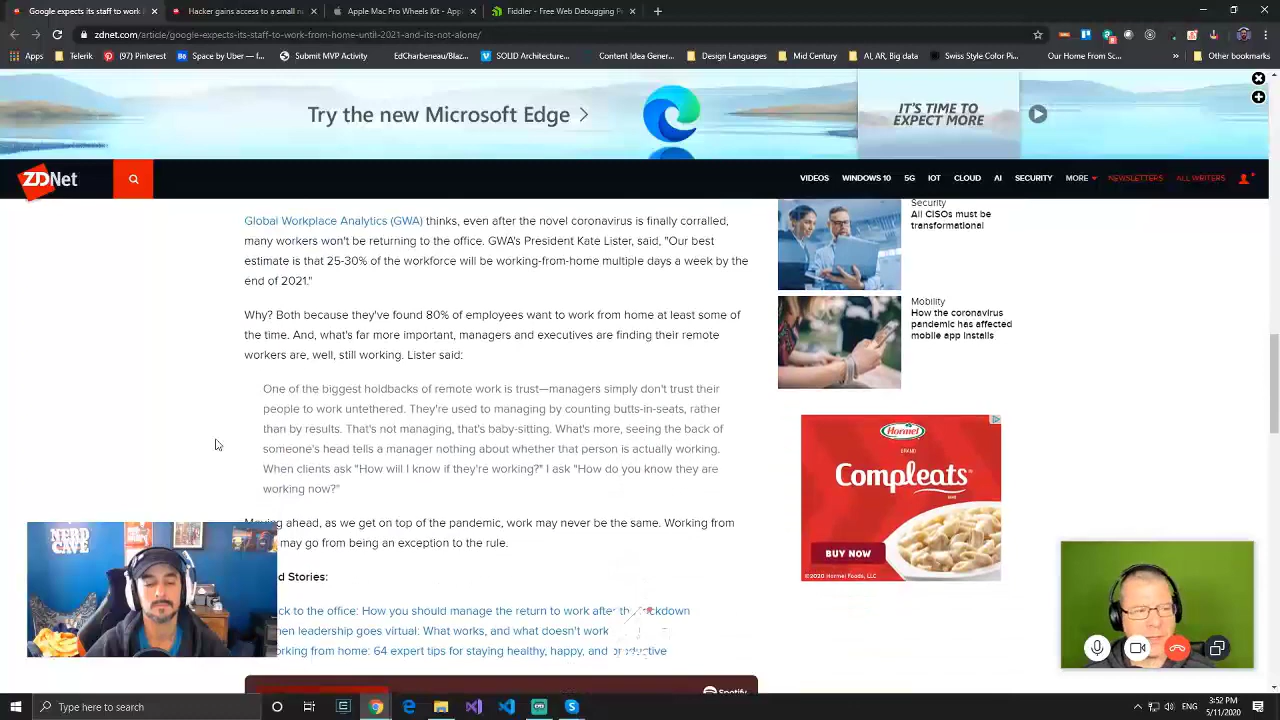 Google expects its staff to work fr
Hacker gains access to a small n
Apple Mac Pro Wheels Kit - App
Fiddler - Free Web Debugging P
zdnet.com/article/google-expects-its-staff-to-work-from-home-until-2021-and-its-not-alone/
Apps
Telerik
(97) Pinterest
Space by Uber — f...
Submit MVP Activity
EdCharbeneau/Blast...
SOLID Architecture...
Content Idea Gener...
Design Languages
Mid Century
AI, AR, Big data
Swiss Style Color Pi...
Our Home From Sc...
»
Other bookmarks
Try the new Microsoft Edge >
IT'S TIME TO
EXPECT MORE
ZDNet
VIDEOS
WINDOWS 10
5G
IOT
CLOUD
AI
SECURITY
MORE
NEWSLETTERS
ALL WRITERS
Global Workplace Analytics (GWA) thinks, even after the novel coronavirus is finally corralled,
many workers won't be returning to the office. GWA's President Kate Lister, said, "Our best
estimate is that 25-30% of the workforce will be working-from-home multiple days a week by the
end of 2021."
Why? Both because they've found 80% of employees want to work from home at least some of
the time. And, what's far more important, managers and executives are finding their remote
workers are, well, still working. Lister said:
One of the biggest holdbacks of remote work is trust—managers simply don't trust their
people to work untethered. They're used to managing by counting butts-in-seats, rather
than by results. That's not managing, that's baby-sitting. What's more, seeing the back of
someone's head tells a manager nothing about whether that person is actually working.
When clients ask "How will I know if they're working?" I ask "How do you know they are
working now?"
Moving ahead, as we get on top of the pandemic, work may never be the same. Working from
may go from being an exception to the rule.
d Stories:
ck to the office: How you should manage the return to work after the lockdown
en leadership goes virtual: What works, and what doesn't work
orking from home: 64 expert tips for staying healthy, happy, and productive
Spotify
Security
All CISOs must be
transformational
Mobility
How the coronavirus
pandemic has affected
mobile app installs
Hormel
BRAND
Compleats
BUY NOW
©2020 Hormel Foods, LLC
NERD
CAVE
Type here to search
3:52 PM
5/11/2020